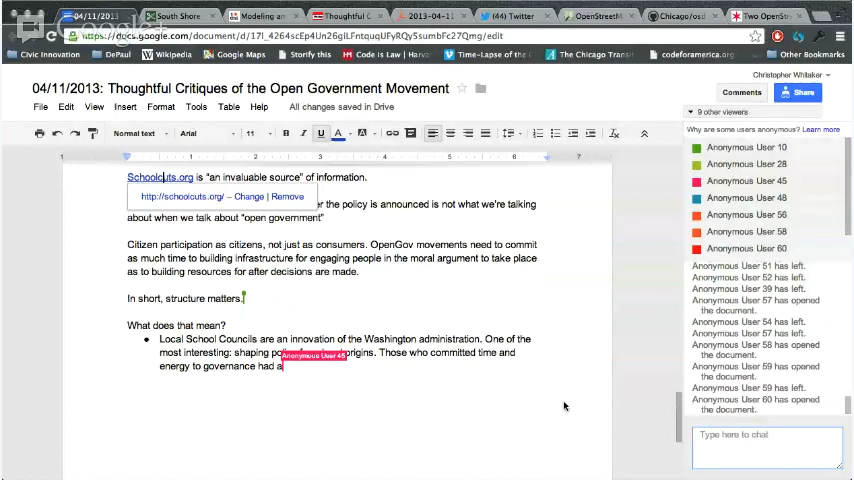 04/11/2013
South Shore
Modeling an
Thoughtful C
2013-04-11
(44) Twitter
OpenStreetM
Chicago/osd
Two OpenStr
Google+
https://docs.google.com/document/d/17l_4264scEp4Un26giLFntquqUFyRQySsumbFc27Qmg/edit
Civic Innovation
DePaul
Wikipedia
Google Maps
Storify this
Code is Law | Harvar
Time-Lapse of the
The Chicago Transit
codeforamerica.org
Other Bookmarks
Christopher Whitaker
04/11/2013: Thoughtful Critiques of the Open Government Movement
Comments
Share
File Edit View Insert Format Tools Table Help All changes saved in Drive
9 other viewers
Normal text Arial 11 B I U A A
Why are some users anonymous? Learn more
1 1 2 3 4 5 6 7
Anonymous User 10
Anonymous User 28
Anonymous User 45
Anonymous User 48
Anonymous User 56
Anonymous User 58
Anonymous User 60
Schoolcuts.org is "an invaluable source" of information.
http://schoolcuts.org/ – Change | Remove
er the policy is announced is not what we're talking
about when we talk about "open government"
Citizen participation as citizens, not just as consumers. OpenGov movements need to commit
as much time to building infrastructure for engaging people in the moral argument to take place
as to building resources for after decisions are made.
In short, structure matters.
What does that mean?
● Local School Councils are an innovation of the Washington administration. One of the
most interesting: shaping origins. Those who committed time and
Anonymous User 45
energy to governance had a
Anonymous User 51 has left.
Anonymous User 52 has left.
Anonymous User 39 has left.
Anonymous User 57 has opened
the document.
Anonymous User 54 has left.
Anonymous User 57 has left.
Anonymous User 58 has opened
the document.
Anonymous User 59 has opened
the document.
Anonymous User 59 has left.
Anonymous User 60 has opened
the document.
Type here to chat